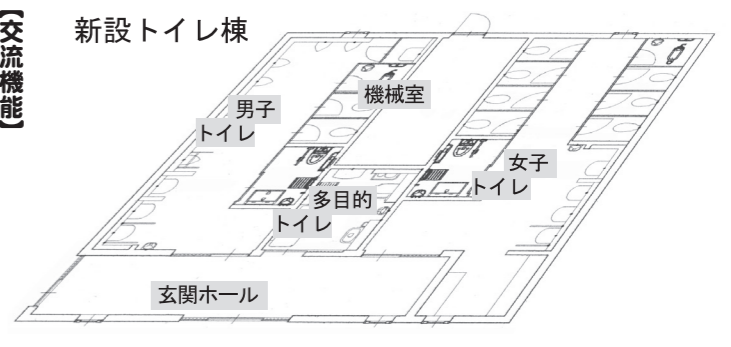 【交流機能】
新設トイレ棟
機械室
男子
トイレ
女子
トイレ
多目的
トイレ
玄関ホール